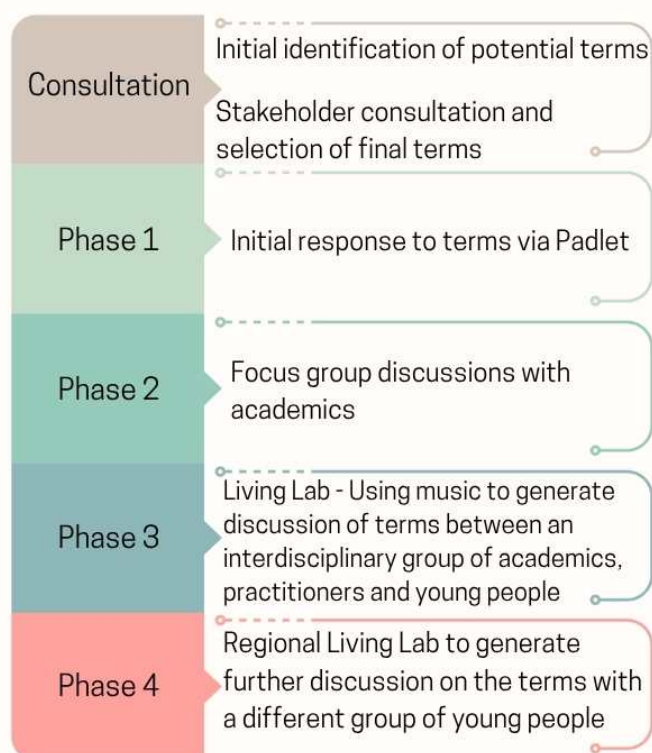 Consultation
Initial identification of potential terms
Stakeholder consultation and
selection of final terms
Phase 1
Initial response to terms via Padlet
Phase 2
Focus group discussions with
academics
Phase 3
Living Lab - Using music to generate
discussion of terms between an
interdisciplinary group of academics,
practitioners and young people
Phase 4
Regional Living Lab to generate
further discussion on the terms with
a different group of young people